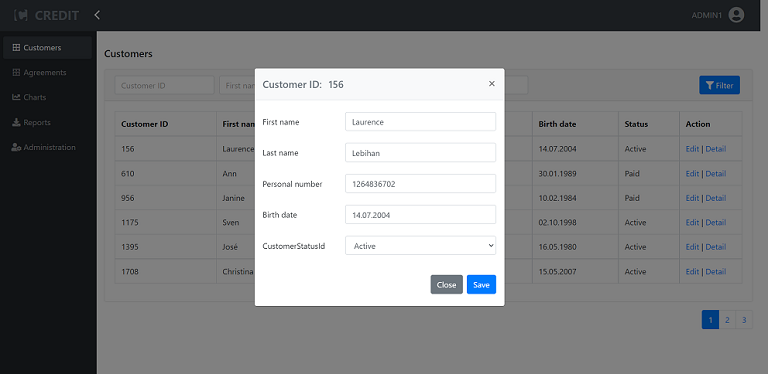 CREDIT
ADMIN1
Customers
Agreements
Charts
Reports
Administration
Customers
Customer ID First Filter
Customer ID First Birth date Status Action
156 Laurence 14.07.2004 Active Edit | Detail
610 Ann 30.01.1989 Paid Edit | Detail
956 Janine 10.02.1984 Paid Edit | Detail
1175 Sven 02.10.1998 Active Edit | Detail
1395 José 16.05.1980 Active Edit | Detail
1708 Christina 15.05.2007 Active Edit | Detail
1 2 3
Customer ID: 156 ×
First name Laurence
Last name Lebihan
Personal number 1264836702
Birth date 14.07.2004
CustomerStatusId Active
Close Save